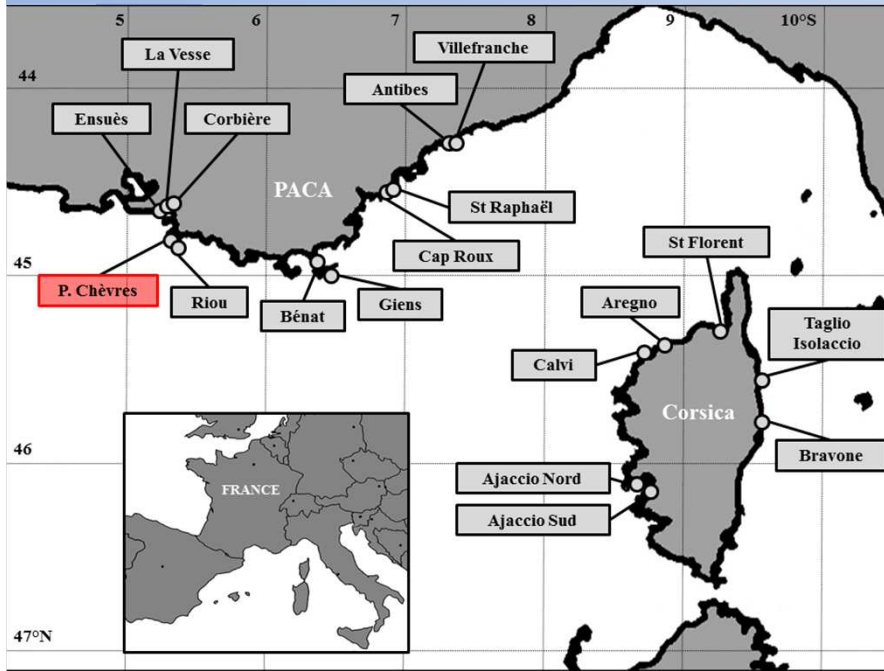 5
6
7
8
9
10°S
La Vesse
Villefranche
44
Antibes
Ensuès
Corbière
PACA
St Raphaël
St Florent
Cap Roux
45
P. Chèvres
Riou
Bénat
Giens
Aregno
Taglio
Isolaccio
Calvi
Corsica
Bravone
46
Ajaccio Nord
FRANCE
Ajaccio Sud
47°N